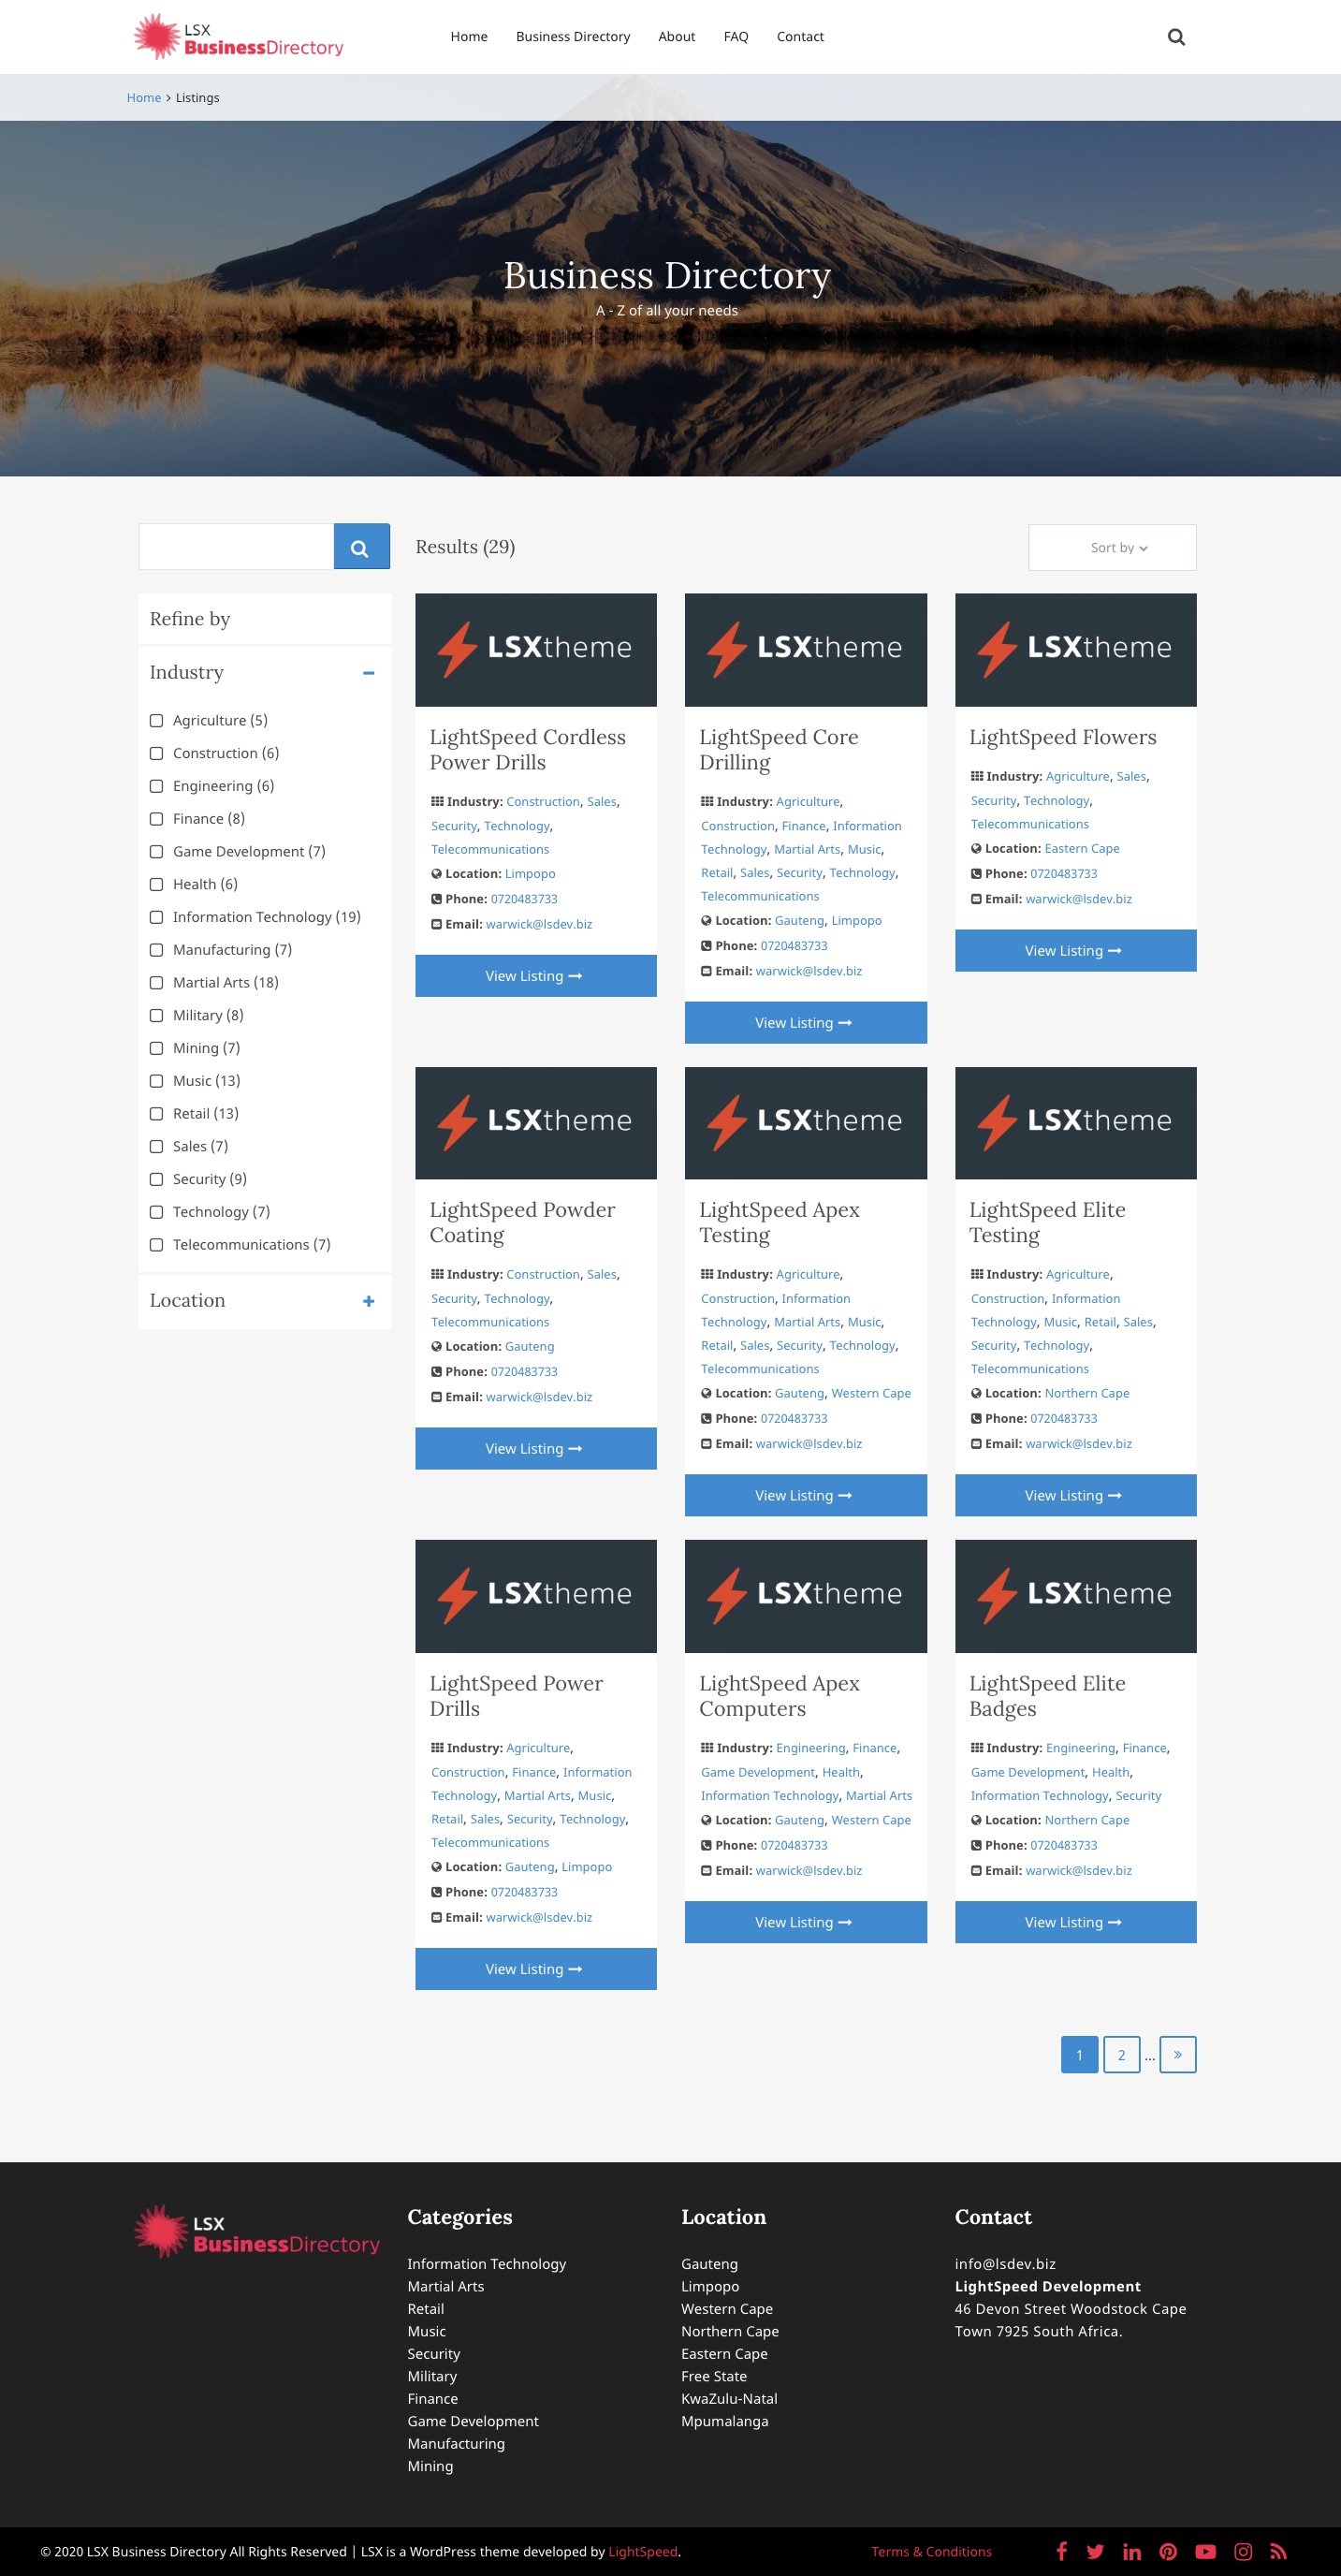 LSX
BusinessDirectory
Home Business Directory About FAQ Contact
Home > Listings
Business Directory
A - Z of all your needs
Results (29)
Sort by
Refine by
Industry
Agriculture (5)
Construction (6)
Engineering (6)
Finance (8)
Game Development (7)
Health (6)
Information Technology (19)
Manufacturing (7)
Martial Arts (18)
Military (8)
Mining (7)
Music (13)
Retail (13)
Sales (7)
Security (9)
Technology (7)
Telecommunications (7)
Location
LSXtheme
LightSpeed Cordless
Power Drills
Industry: Construction, Sales,
Security, Technology,
Telecommunications
Location: Limpopo
Phone: 0720483733
Email: warwick@lsdev.biz
View Listing
LSXtheme
LightSpeed Core
Drilling
Industry: Agriculture,
Construction, Finance, Information
Technology, Martial Arts, Music,
Retail, Sales, Security, Technology,
Telecommunications
Location: Gauteng, Limpopo
Phone: 0720483733
Email: warwick@lsdev.biz
View Listing
LSXtheme
LightSpeed Flowers
Industry: Agriculture, Sales,
Security, Technology,
Telecommunications
Location: Eastern Cape
Phone: 0720483733
Email: warwick@lsdev.biz
View Listing
LSXtheme
LightSpeed Powder
Coating
Industry: Construction, Sales,
Security, Technology,
Telecommunications
Location: Gauteng
Phone: 0720483733
Email: warwick@lsdev.biz
View Listing
LSXtheme
LightSpeed Apex
Testing
Industry: Agriculture,
Construction, Information
Technology, Martial Arts, Music,
Retail, Sales, Security, Technology,
Telecommunications
Location: Gauteng, Western Cape
Phone: 0720483733
Email: warwick@lsdev.biz
View Listing
LSXtheme
LightSpeed Elite
Testing
Industry: Agriculture,
Construction, Information
Technology, Music, Retail, Sales,
Security, Technology,
Telecommunications
Location: Northern Cape
Phone: 0720483733
Email: warwick@lsdev.biz
View Listing
LSXtheme
LightSpeed Power
Drills
Industry: Agriculture,
Construction, Finance, Information
Technology, Martial Arts, Music,
Retail, Sales, Security, Technology,
Telecommunications
Location: Gauteng, Limpopo
Phone: 0720483733
Email: warwick@lsdev.biz
View Listing
LSXtheme
LightSpeed Apex
Computers
Industry: Engineering, Finance,
Game Development, Health,
Information Technology, Martial Arts
Location: Gauteng, Western Cape
Phone: 0720483733
Email: warwick@lsdev.biz
View Listing
LSXtheme
LightSpeed Elite
Badges
Industry: Engineering, Finance,
Game Development, Health,
Information Technology, Security
Location: Northern Cape
Phone: 0720483733
Email: warwick@lsdev.biz
View Listing
1 2 ... »
LSX
BusinessDirectory
Categories
Information Technology
Martial Arts
Retail
Music
Security
Military
Finance
Game Development
Manufacturing
Mining
Location
Gauteng
Limpopo
Western Cape
Northern Cape
Eastern Cape
Free State
KwaZulu-Natal
Mpumalanga
Contact
info@lsdev.biz
LightSpeed Development
46 Devon Street Woodstock Cape
Town 7925 South Africa.
© 2020 LSX Business Directory All Rights Reserved | LSX is a WordPress theme developed by LightSpeed.
Terms & Conditions